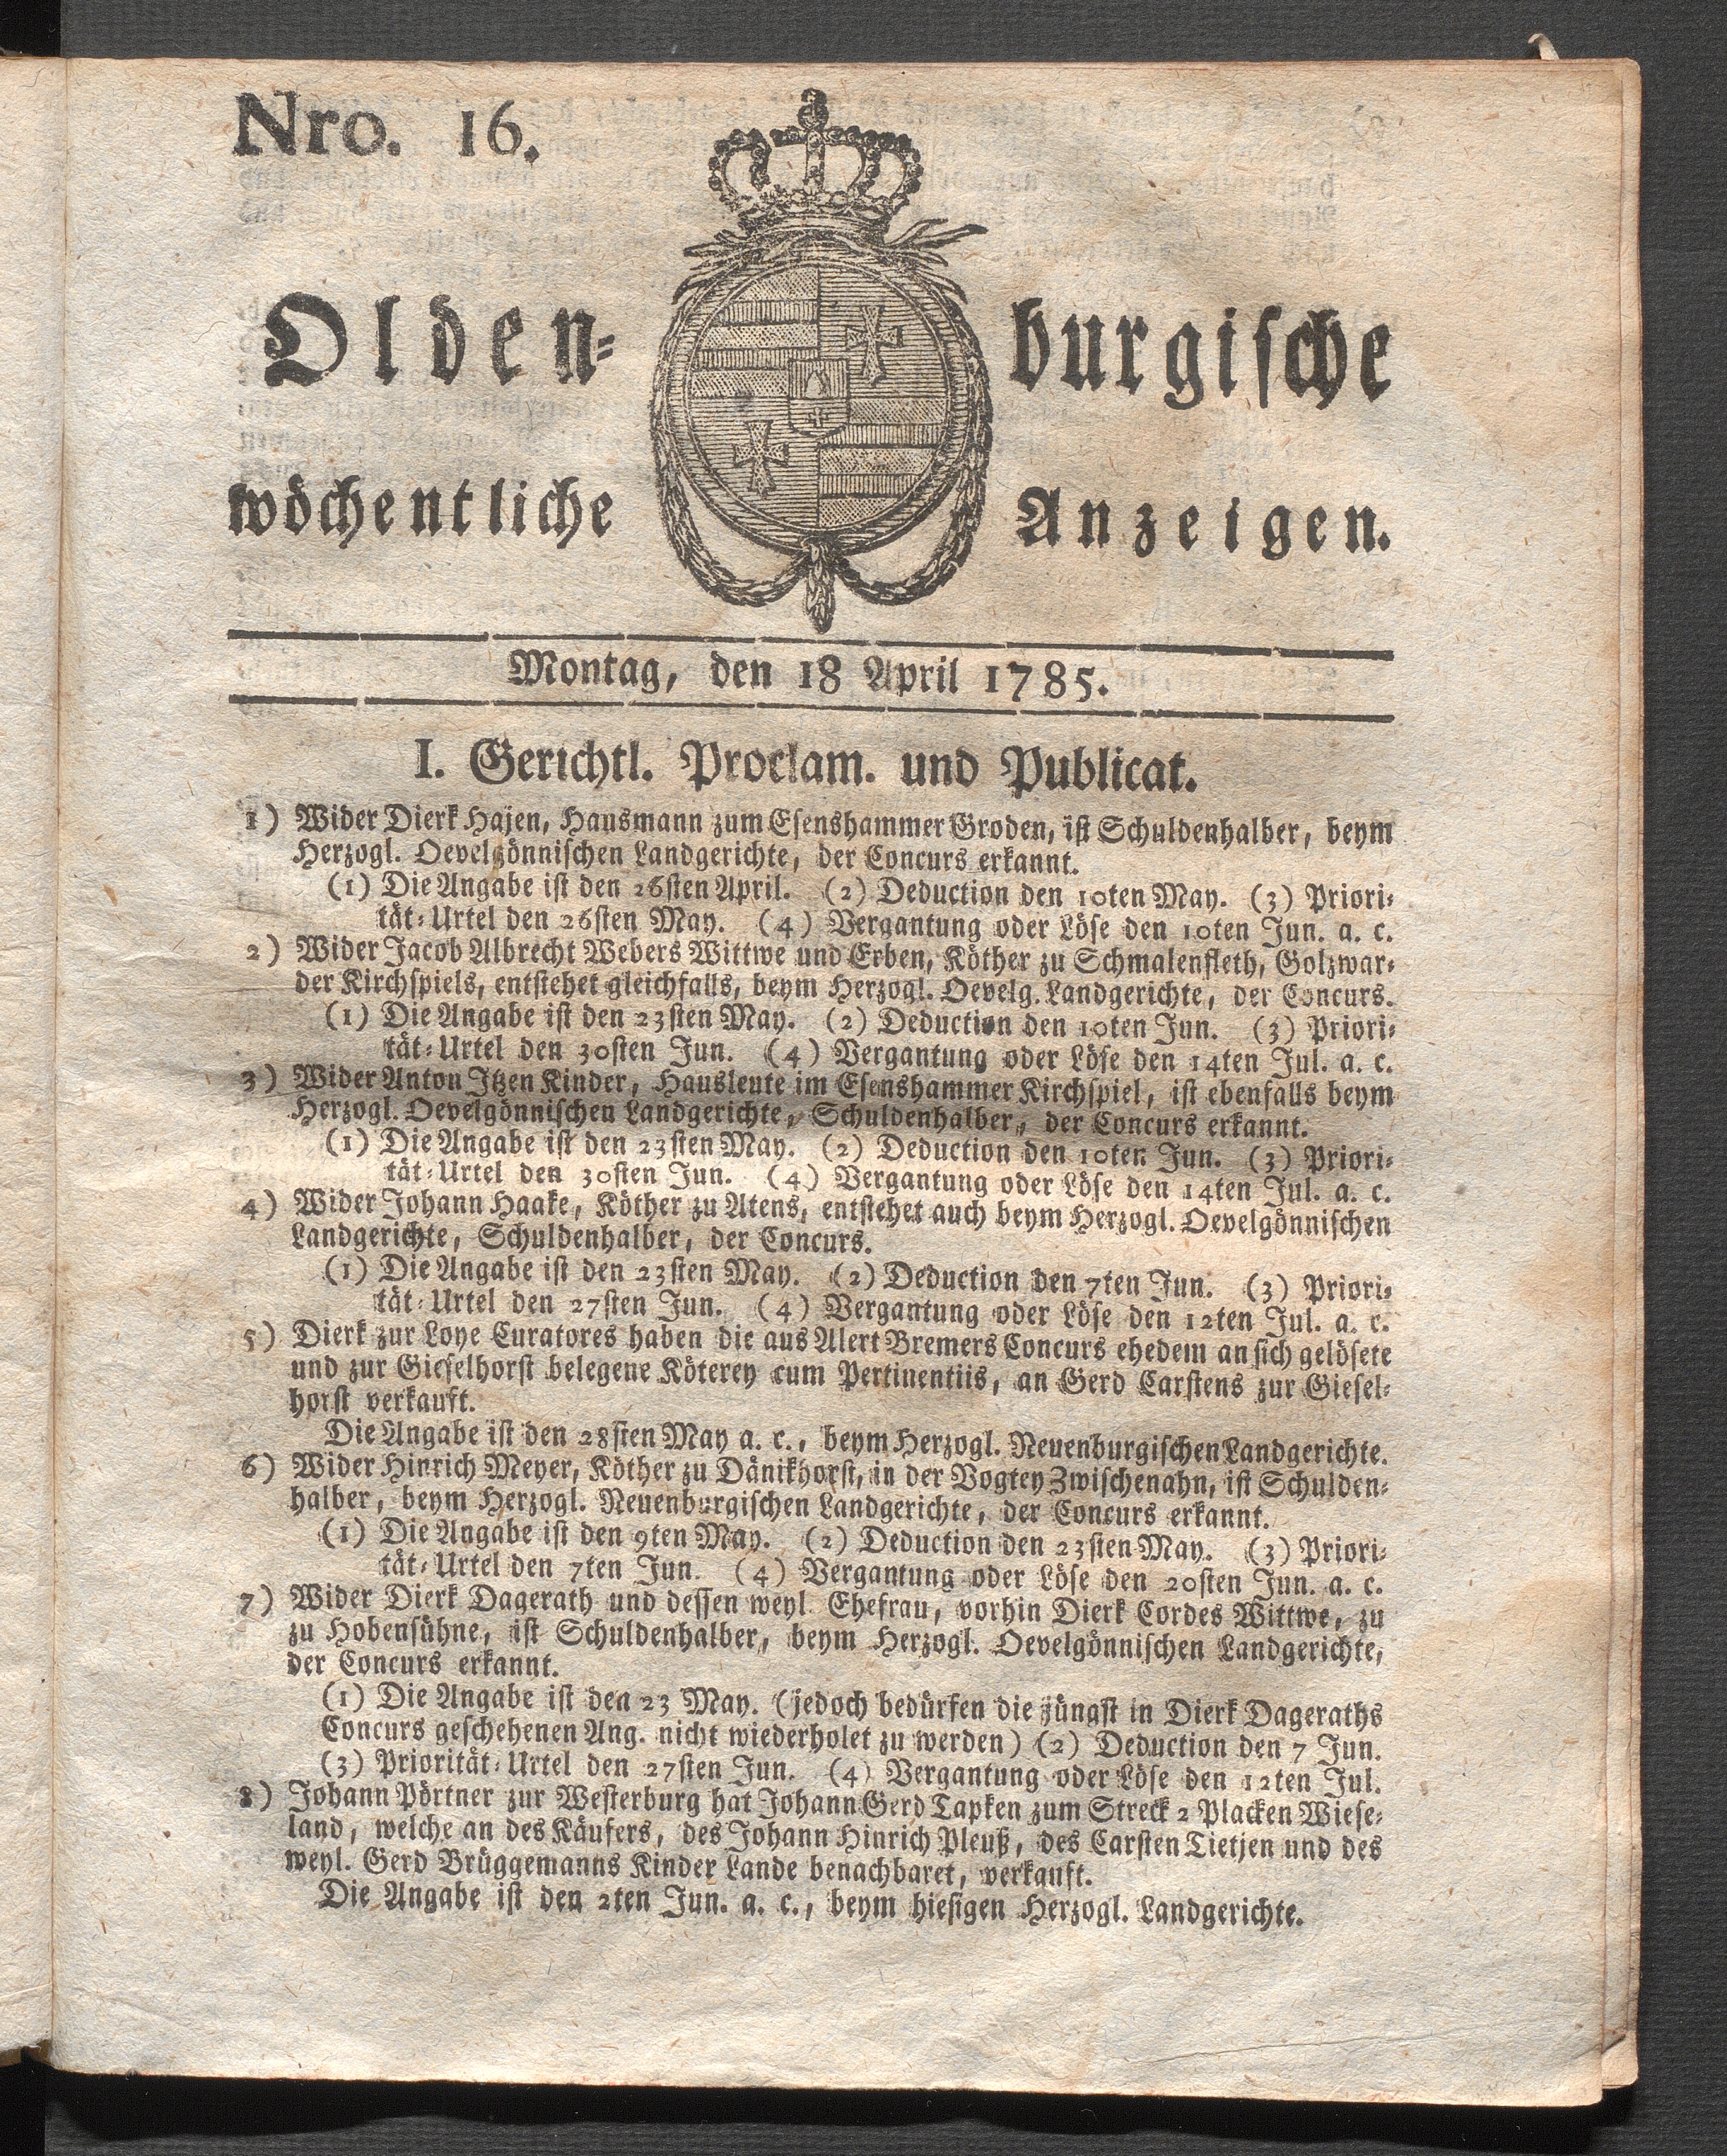 Nro. 16.
Olden-
burgische
wöchentliche
Anzeigen.
Montag, den 18 April 1785.
I. Gerichtl. Proclam. und Publicat.
1) Wider Dierk Hajen, Hausmann zum Esenshammer Groden, ist Schuldenhalber, beym
Herzogl. Oevelgönnischen Landgerichte, der Concurs erkannt.
(1) Die Angabe ist den 26sten April. (2) Deduction den 10ten May. (3) Priori-
tät-Urtel den 26sten May. (4) Vergantung oder Löse den 10ten Jun. a. c.
2) Wider Jacob Albrecht Webers Wittwe und Erben, Köther zu Schmalenfleth, Golzwar-
der Kirchspiels, entstehet gleichfalls, beym Herzogl. Oevelg. Landgerichte, der Concurs.
(1) Die Angabe ist den 23sten May. (2) Deduction den 10ten Jun. (3) Priori-
tät-Urtel den 30sten Jun. (4) Vergantung oder Löse den 14ten Jul. a. c.
3) Wider Anton Itzen Kinder, Hausleute im Esenshammer Kirchspiel, ist ebenfalls beym
Herzogl. Oevelgönnischen Landgerichte, Schuldenhalber, der Concurs erkannt.
(1) Die Angabe ist den 23sten May. (2) Deduction den 10ten Jun. (3) Priori-
tät-Urtel den 30sten Jun. (4) Vergantung oder Löse den 14ten Jul. a. c.
4) Wider Johann Haake, Köther zu Atens, entstehet auch beym Herzogl. Oevelgönnischen
Landgerichte, Schuldenhalber, der Concurs.
(1) Die Angabe ist den 23sten May. (2) Deduction den 7ten Jun. (3) Priori-
tät-Urtel den 27sten Jun. (4) Vergantung oder Löse den 12ten Jul. a. c.
5) Dierk zur Loye Curatores haben die aus Alert Bremers Concurs ehedem an sich gelösete
und zur Gieselhorst belegene Köterey cum Pertinentiis, an Gerd Carstens zur Giesel-
horst verkauft.
Die Angabe ist den 28sten May a. c., beym Herzogl. Neuenburgischen Landgerichte.
6) Wider Hinrich Meyer, Köther zu Dänikhorst, in der Vogtey Zwischenahn, ist Schulden-
halber, beym Herzogl. Neuenburgischen Landgerichte, der Concurs erkannt.
(1) Die Angabe ist den 9ten May. (2) Deduction den 23sten May. (3) Priori-
tät-Urtel den 7ten Jun. (4) Vergantung oder Löse den 20sten Jun. a. c.
7) Wider Dierk Dagerath und dessen weyl. Ehefrau, vorhin Dierk Cordes Wittwe, zu
zu Hobensühne, ist Schuldenhalber, beym Herzogl. Oevelgönnischen Landgerichte,
der Concurs erkannt.
(1) Die Angabe ist den 23 May. (jedoch bedürfen die jüngst in Dierk Dageraths
Concurs geschehenen Ang. nicht wiederholet zu werden) (2) Deduction den 7 Jun.
(3) Priorität-Urtel den 27sten Jun. (4) Vergantung oder Löse den 12ten Jul.
8) Johann Pörtner zur Westerburg hat Johann Gerd Tapken zum Streck 2 Placken Wiese-
land, welche an des Käufers, des Johann Hinrich Pleuß, des Carsten Tietjen und des
weyl. Gerd Brüggemanns Kinder Lande benachbaret, verkauft.
Die Angabe ist den 2ten Jun. a. c., beym hiesigen Herzogl. Landgerichte.